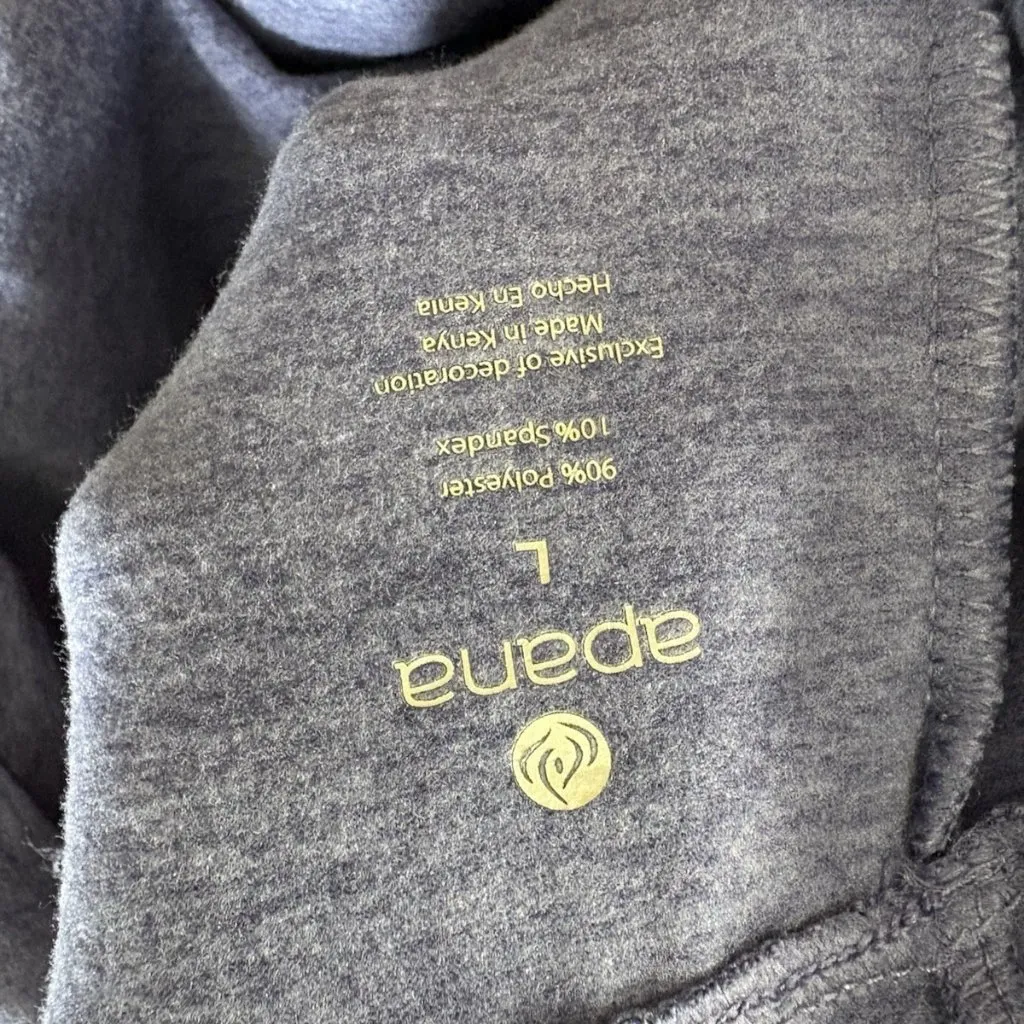 apana
L
90% Polyester
10% Spandex
Exclusive of decoration
Made in Kenya
Hecho En Kenia